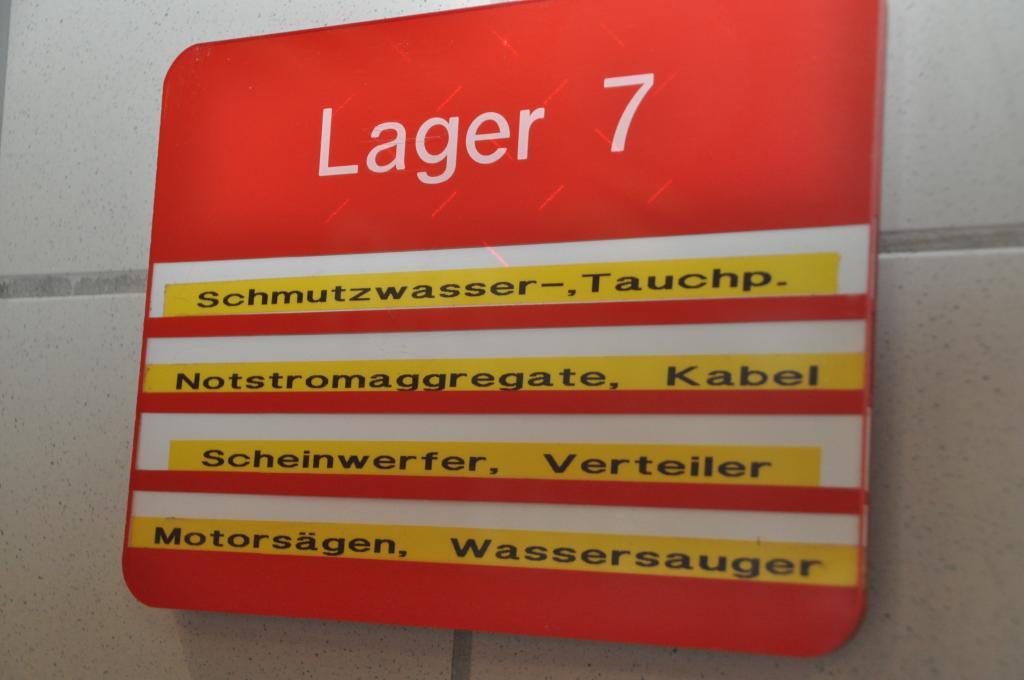 Lager 7
Schmutzwasser-,Tauchp.
Notstromaggregate, Kabel
Scheinwerfer, Verteiler
Motorsägen, Wassersauger